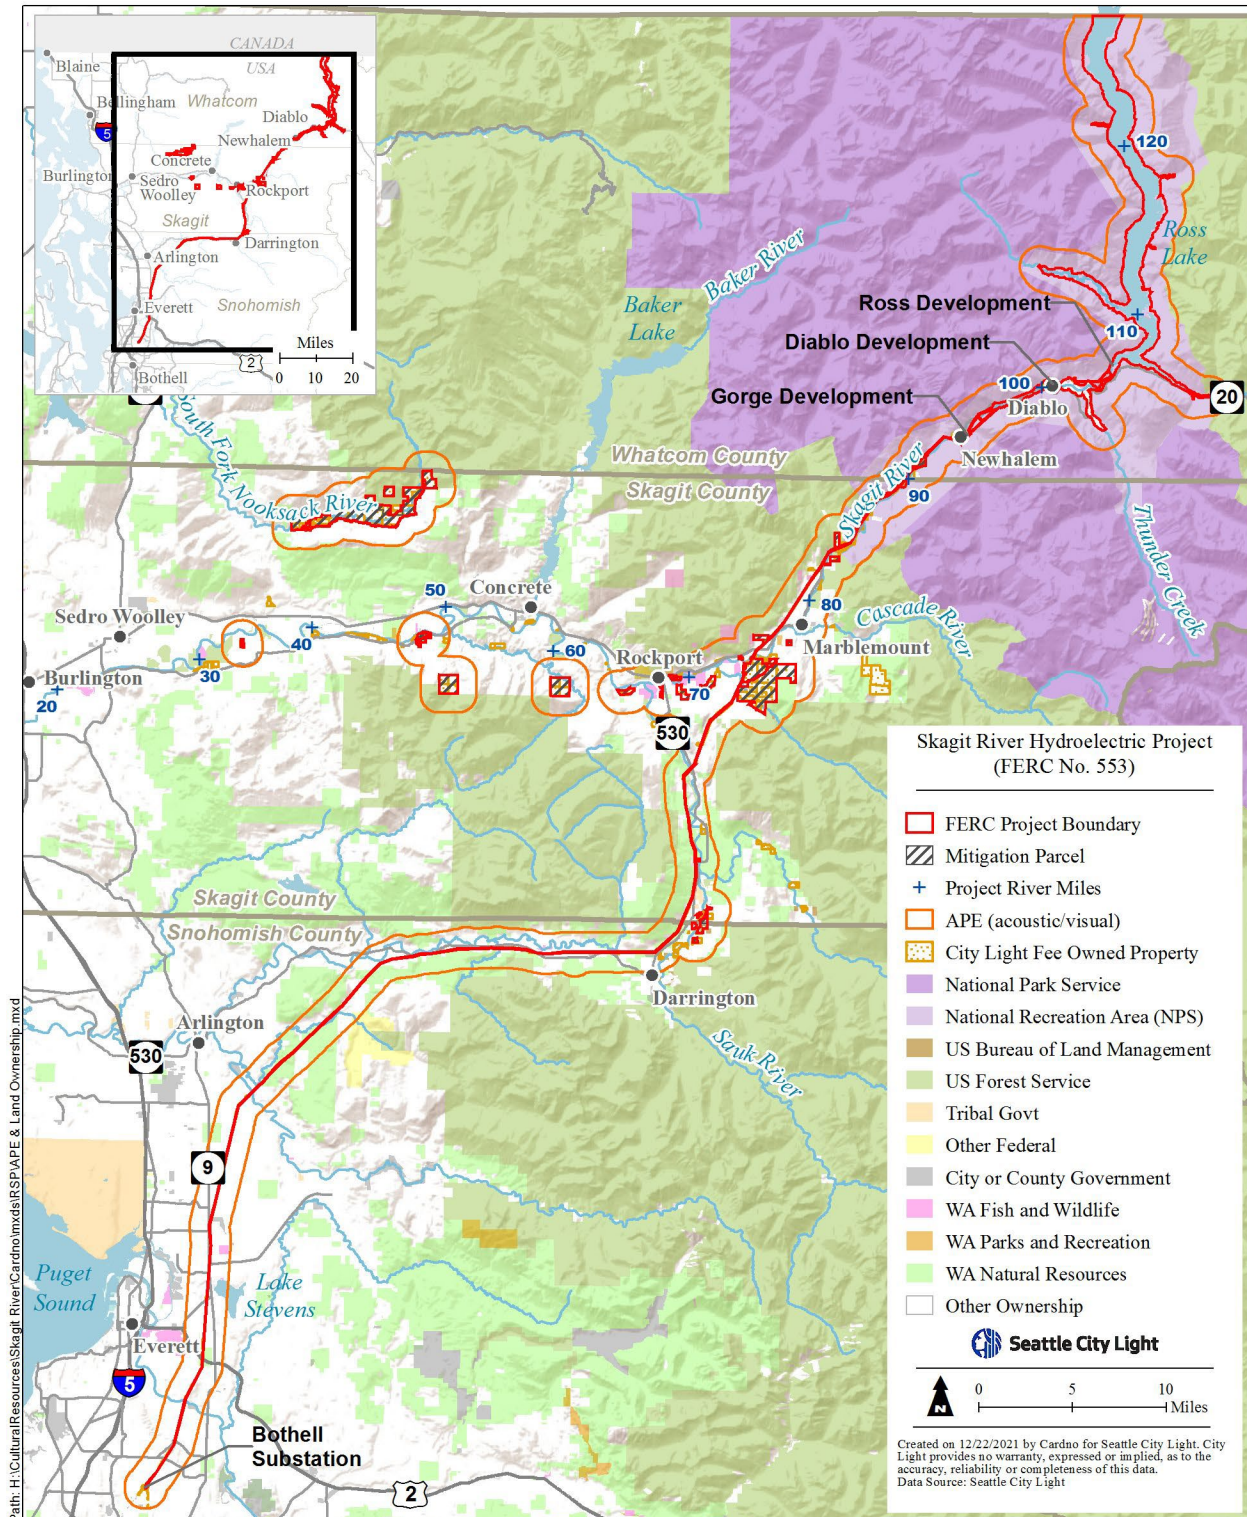 CANADA
USA
Blaine
Bellingham
Whatcom
Diablo
Newhalem
5
Concrete
Burlington
Sedro
Woolley
Rockport
Skagit
Darrington
Arlington
Snohomish
Everett
Miles
0 10 20
2
Bothell
120
Ross
Lake
Baker River
Baker
Lake
Ross Development
110
Diablo Development
100
Gorge Development
Diablo
20
Newhalem
South Fork Nooksack River
Whatcom County
Skagit County
Skagit River
90
Thunder Creek
Concrete
50
Sedro Woolley
40
80
Cascade River
Marblemount
60
Rockport
30
Burlington
20
70
530
Skagit County
Snohomish County
Darrington
Arlington
530
Sauk River
9
Puget
Sound
Lake
Stevens
Everett
5
Bothell
Substation
2
Skagit River Hydroelectric Project
(FERC No. 553)
FERC Project Boundary
Mitigation Parcel
Project River Miles
APE (acoustic/visual)
City Light Fee Owned Property
National Park Service
National Recreation Area (NPS)
US Bureau of Land Management
US Forest Service
Tribal Govt
Other Federal
City or County Government
WA Fish and Wildlife
WA Parks and Recreation
WA Natural Resources
Other Ownership
Seattle City Light
N
0 5 10
Miles
Created on 12/22/2021 by Cardno for Seattle City Light. City
Light provides no warranty, expressed or implied, as to the
accuracy, reliability or completeness of this data.
Data Source: Seattle City Light
Path: H:\CulturalResources\Skagit River\Cardno\mxds\RSP\APE & Land Ownership.mxd